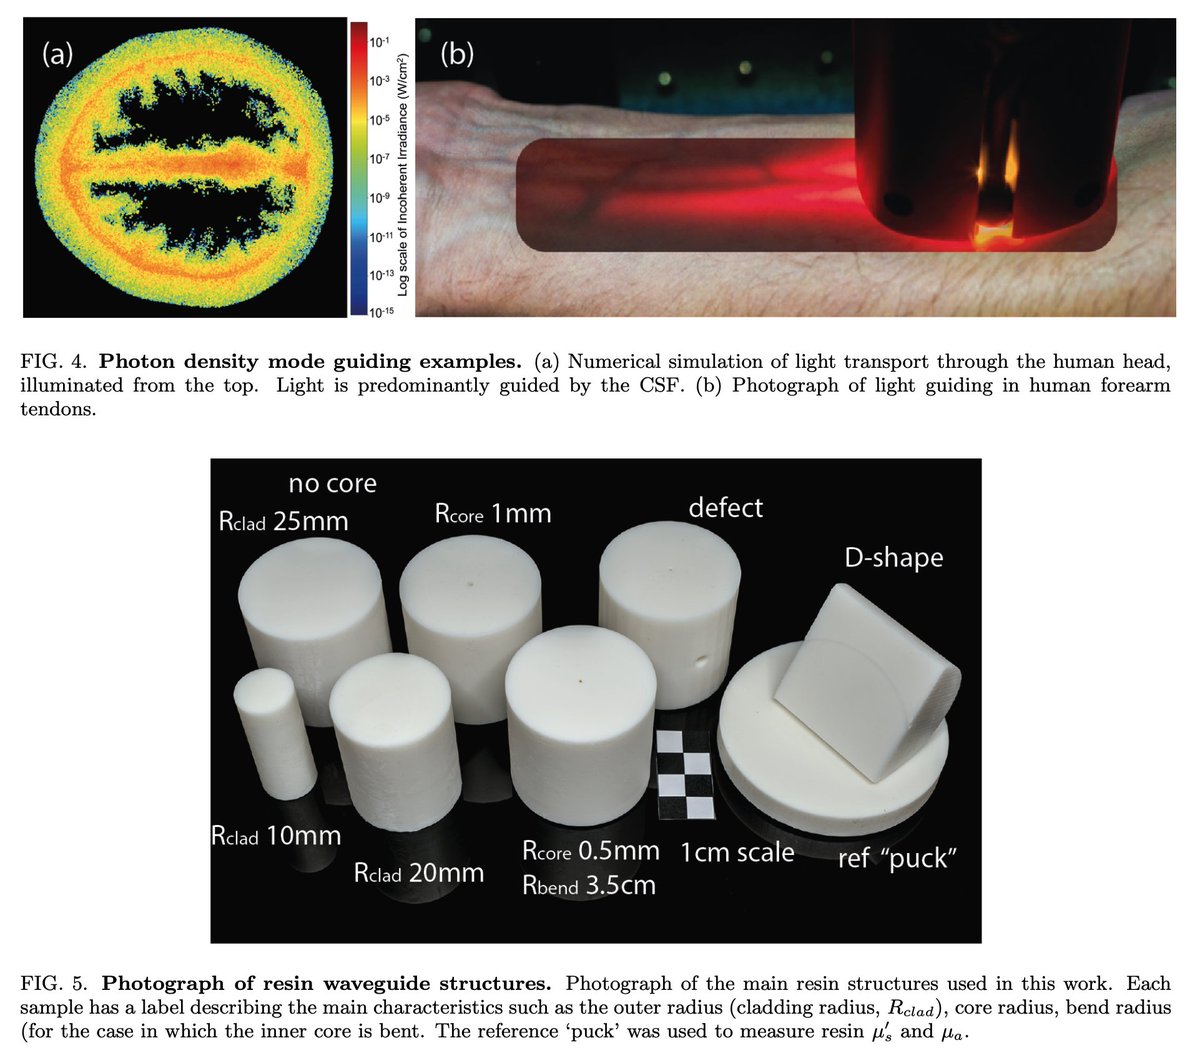 (a)
10-1
10-3
10-5
10-7
10-9
10-11
10-13
10-15
Log scale of Incoherent Irradiance (W/cm²)
(b)
FIG. 4. Photon density mode guiding examples. (a) Numerical simulation of light transport through the human head,
illuminated from the top. Light is predominantly guided by the CSF. (b) Photograph of light guiding in human forearm
tendons.
no core
Rclad 25mm
Rcore 1mm
defect
D-shape
Rclad 10mm
Rclad 20mm
Rcore 0.5mm
Rbend 3.5cm
1cm scale
ref “puck”
FIG. 5. Photograph of resin waveguide structures. Photograph of the main resin structures used in this work. Each
sample has a label describing the main characteristics such as the outer radius (cladding radius, Rclad), core radius, bend radius
(for the case in which the inner core is bent. The reference ‘puck’ was used to measure resin μ′s and μa.